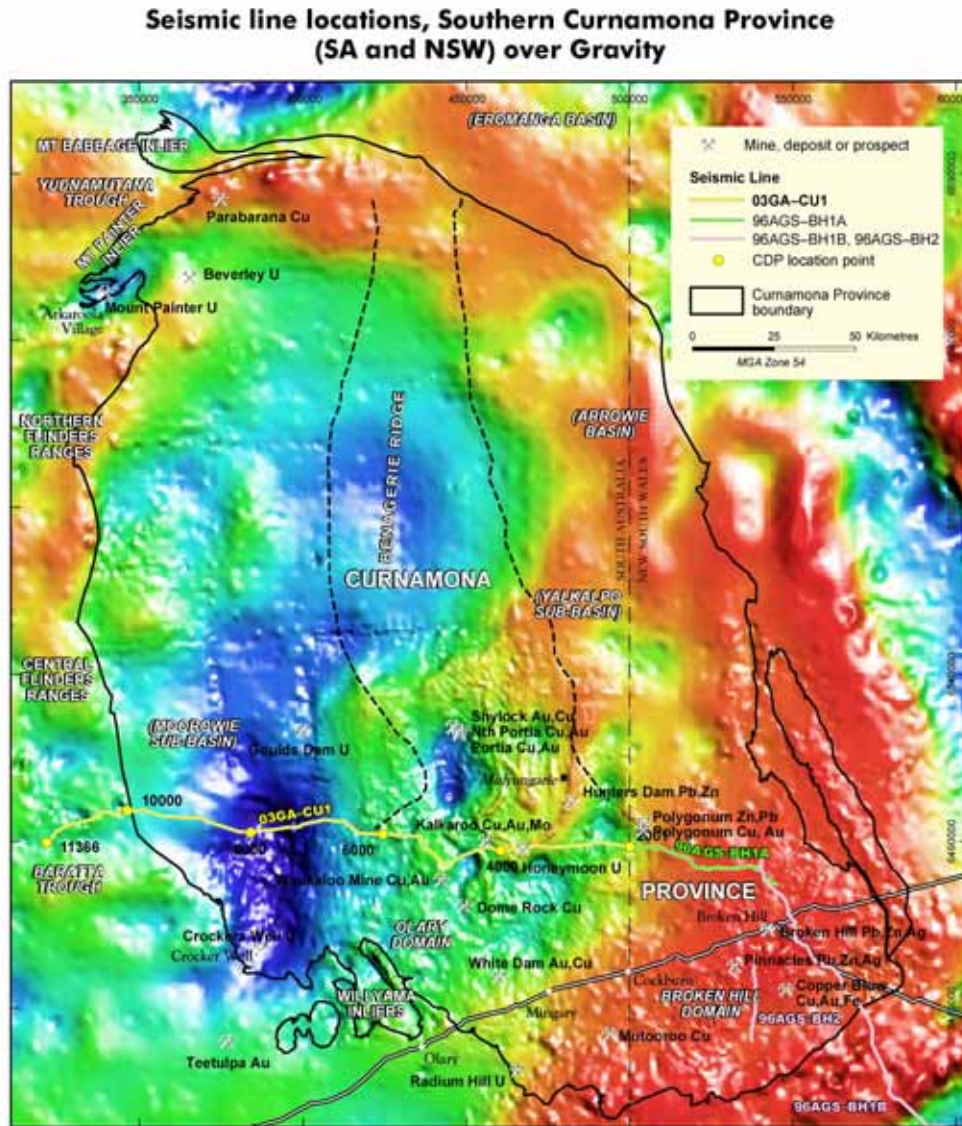 Seismic line locations, Southern Curnamona Province
(SA and NSW) over Gravity
350000
450000
500000
550000
(EROMANGA BASIN)
MT BABBAGE INLIER
YUDNAMUTANA
TROUGH
Parabarana Cu
MT PAINTER
INLIER
Beverley U
Mount Painter U
Arkaroola
Village
Mine, deposit or prospect
Seismic Line
03GA–CU1
96AGS–BH1A
96AGS–BH1B, 96AGS–BH2
CDP location point
Curnamona Province
boundary
0 25 50 Kilometres
MGA Zone 54
NORTHERN
FLINDERS
RANGES
BENAGERIE RIDGE
(ARROWIE
BASIN)
SOUTH AUSTRALIA
NEW SOUTH WALES
CURNAMONA
(YALKALPO
SUB-BASIN)
CENTRAL
FLINDERS
RANGES
(MOOROWIE
SUB-BASIN)
Goulds Dam U
Shylock Au,Cu
Nth Portia Cu,Au
Portia Cu,Au
Hunters Dam Pb,Zn
10000
03GA-CU1
6000
Kalkaroo Cu,Au,Mo
Polygonum Zn,Pb
Polygonum Cu, Au
11366
4000
Honeymoon U
96AGS-BH1A
BARATTA
TROUGH
PROVINCE
Dome Rock Cu
Broken Hill
Broken Hill Pb,Zn,Ag
OLARY
DOMAIN
Crocker Well
White Dam Au,Cu
Cockburn
Pinnacles Pb,Zn,Ag
BROKEN HILL
DOMAIN
Copper Blow
Cu,Au,Fe
WILLYAMA
INLIERS
Mingary
96AGS-BH2
Mutooroo Cu
Teetulpa Au
Olary
Radium Hill U
96AGS-BH1B